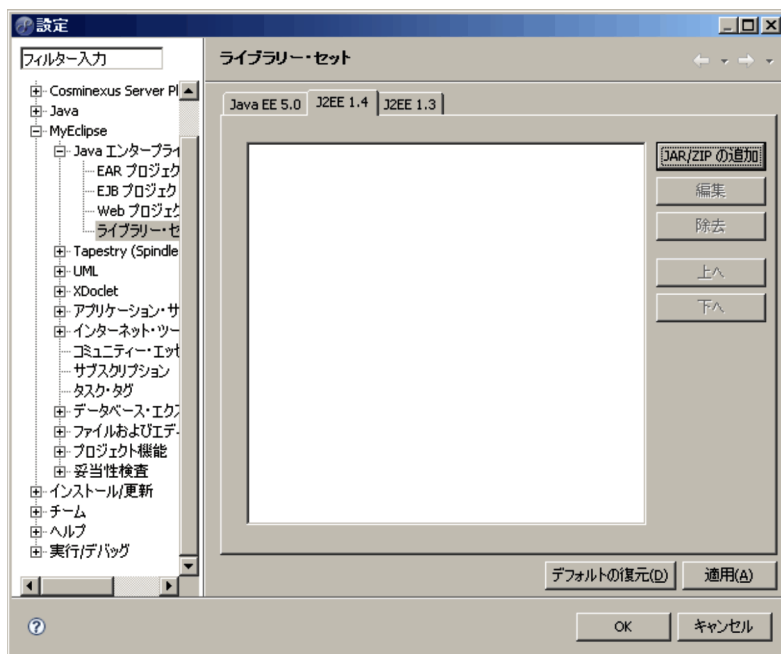 設定
フィルター入力
ライブラリー・セット
Cosminexus Server Pl
Java
MyEclipse
Java エンタープライ
EAR プロジェク
EJB プロジェク
Web プロジェク
ライブラリー・セ
Tapestry (Spindle
UML
XDoclet
アプリケーション・サ
インターネット・ツー
コミュニティー・エッセ
サブスクリプション
タスク・タグ
データベース・エクス
ファイルおよびエデ
プロジェクト機能
妥当性検査
インストール/更新
チーム
ヘルプ
実行/デバッグ
Java EE 5.0
J2EE 1.4
J2EE 1.3
JAR/ZIP の追加
編集
除去
上へ
下へ
デフォルトの復元(D)
適用(A)
OK
キャンセル